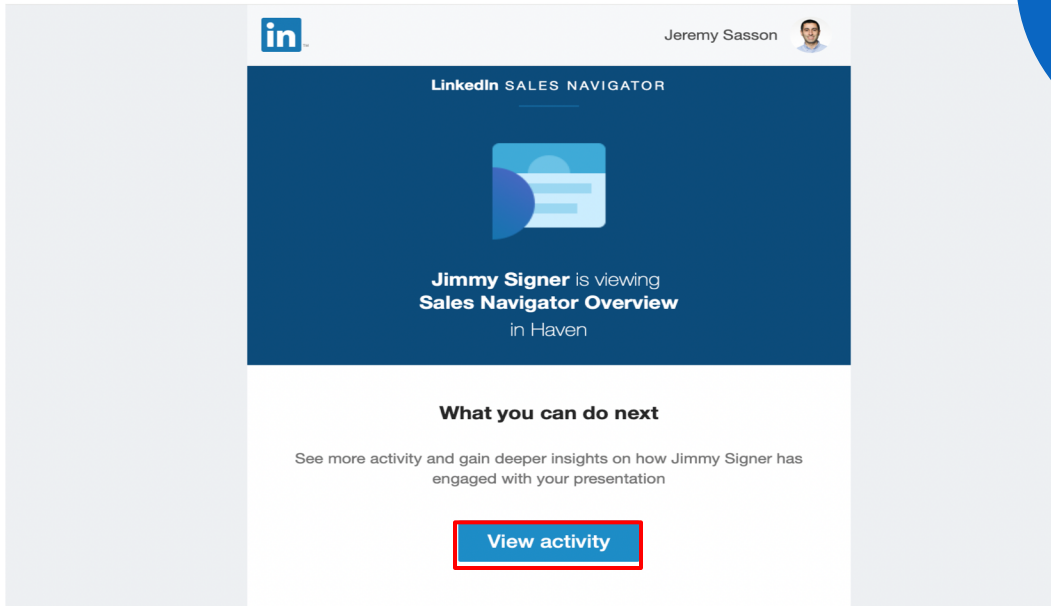 in
Jeremy Sasson
LinkedIn SALES NAVIGATOR
Jimmy Signer is viewing
Sales Navigator Overview
in Haven
What you can do next
See more activity and gain deeper insights on how Jimmy Signer has
engaged with your presentation
View activity